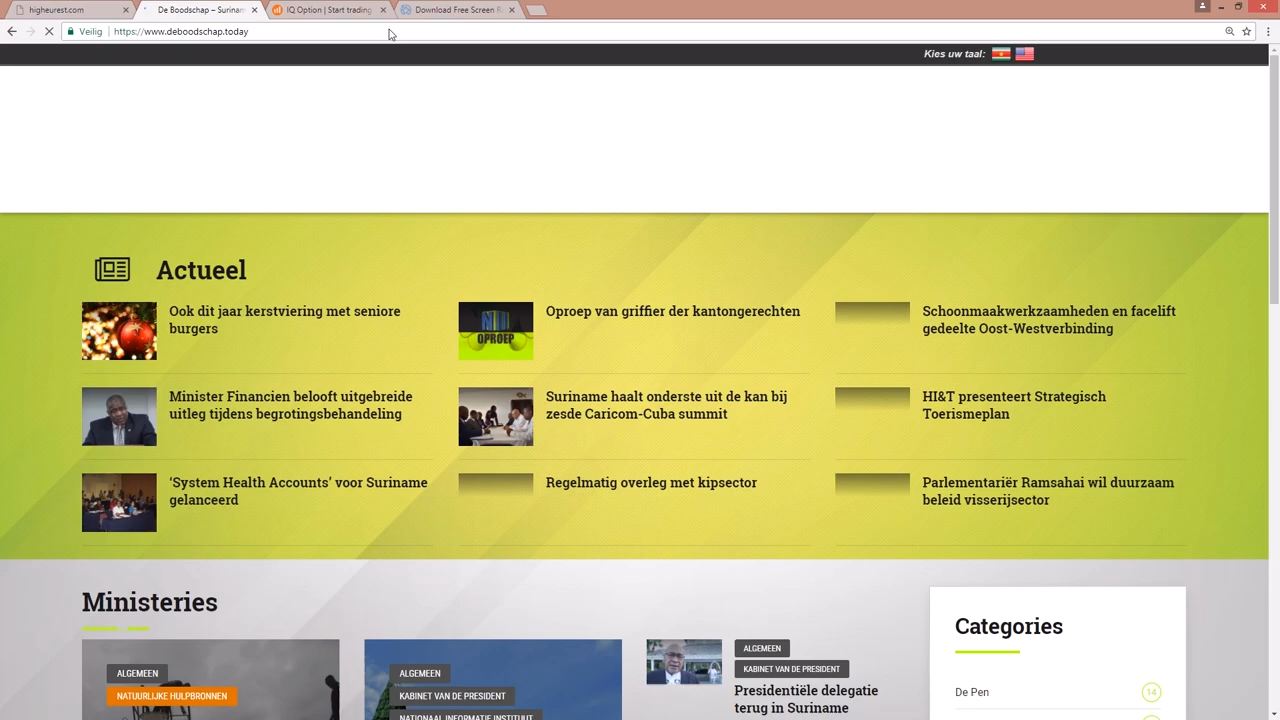 higheurest.com
De Boodschap – Surinam
IQ Option | Start trading
Download Free Screen R
Veilig
https://www.deboodschap.today
Kies uw taal:
Actueel
Ook dit jaar kerstviering met seniore
burgers
OPROEP
Oproep van griffier der kantongerechten
Schoonmaakwerkzaamheden en facelift
gedeelte Oost-Westverbinding
Minister Financien belooft uitgebreide
uitleg tijdens begrotingsbehandeling
Suriname haalt onderste uit de kan bij
zesde Caricom-Cuba summit
HI&T presenteert Strategisch
Toerismeplan
‘System Health Accounts’ voor Suriname
gelanceerd
Regelmatig overleg met kipsector
Parlementariër Ramsahai wil duurzaam
beleid visserijsector
Ministeries
ALGEMEEN
NATUURLIJKE HULPBRONNEN
ALGEMEEN
KABINET VAN DE PRESIDENT
NATIONAAL INFORMATIE INSTITUUT
ALGEMEEN
KABINET VAN DE PRESIDENT
Presidentiële delegatie
terug in Suriname
Categories
De Pen
14